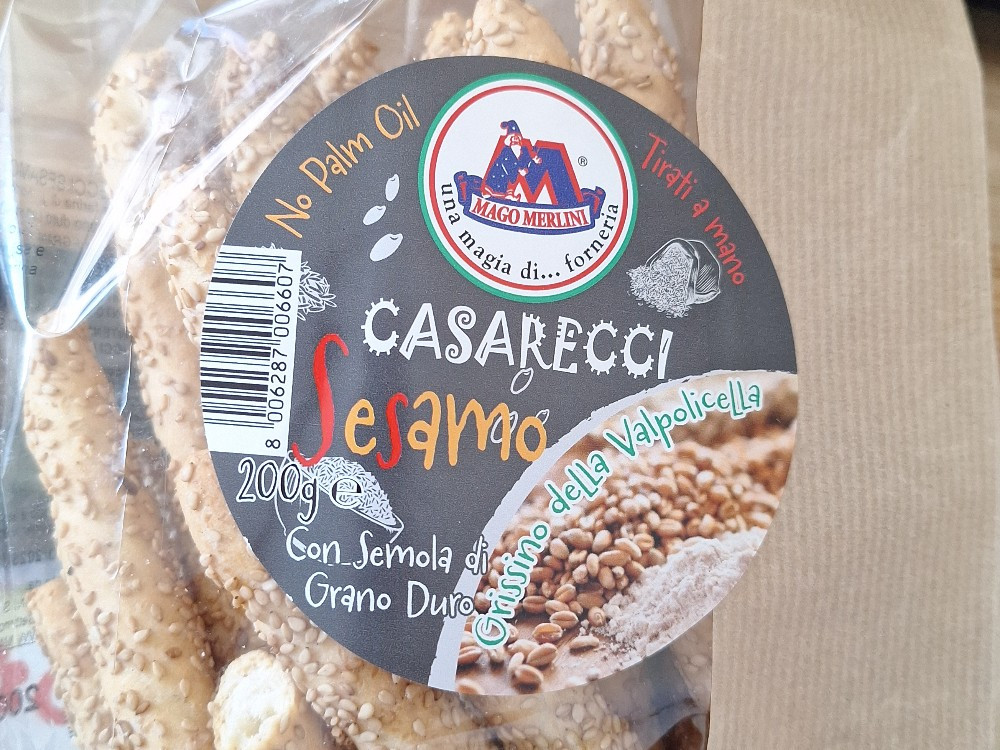 No Palm Oil
MAGO MERLINI
®
una magia di... forneria
Tirati a mano
8 006287 006607
CASARECCI
Sesamo
200g e
Con Semola di
Grano Duro
Grissino della Valpolicella